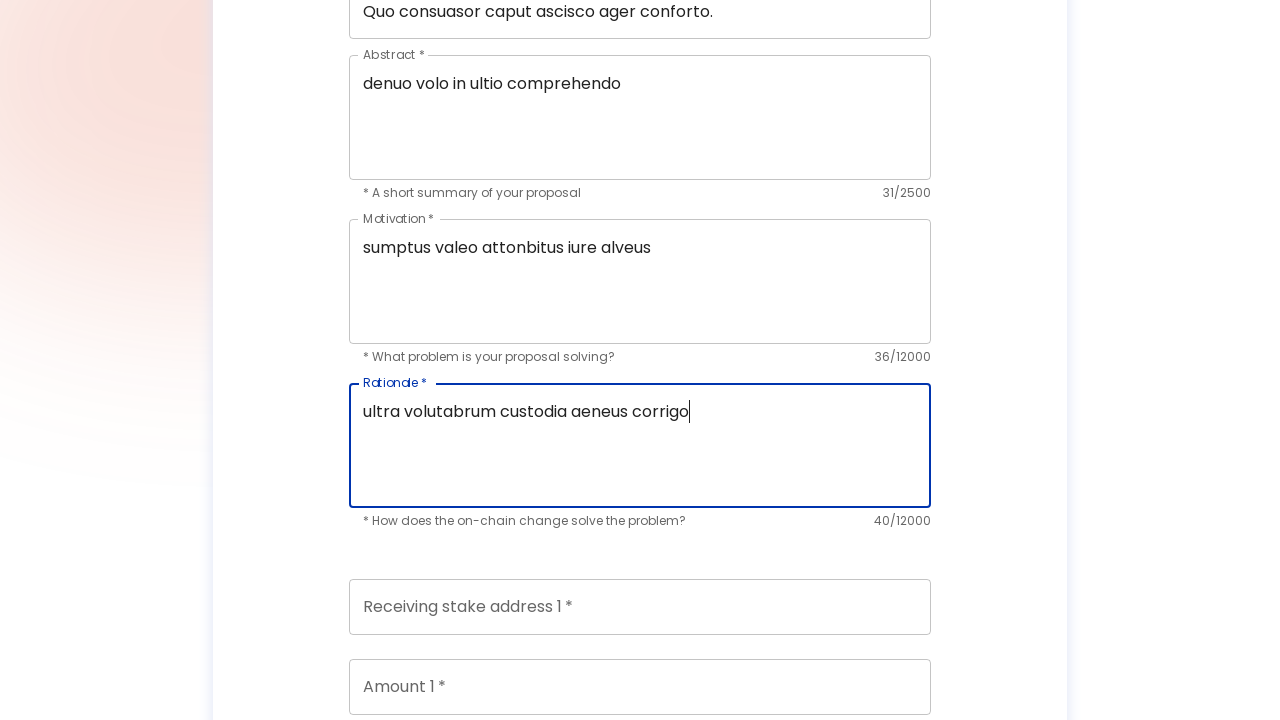 Quo consuasor caput ascisco ager conforto.
Abstract *
denuo volo in ultio comprehendo
* A short summary of your proposal 31/2500
Motivation *
sumptus valeo attonbitus iure alveus
* What problem is your proposal solving? 36/12000
Rationale *
ultra volutabrum custodia aeneus corrigo
* How does the on-chain change solve the problem? 40/12000
Receiving stake address 1 *
Amount 1 *